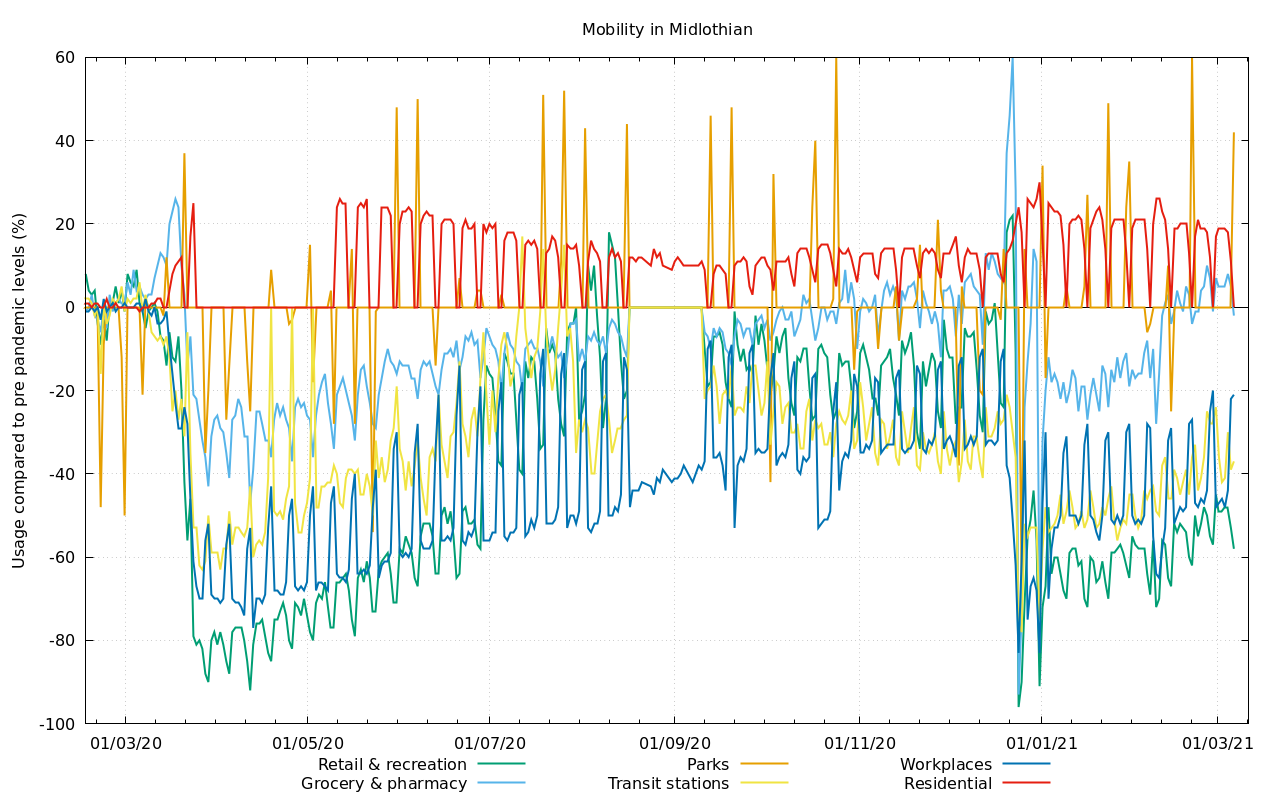 Mobility in Midlothian
Usage compared to pre pandemic levels (%)
60
40
20
0
-20
-40
-60
-80
-100
01/03/20 01/05/20 01/07/20 01/09/20 01/11/20 01/01/21 01/03/21
Retail & recreation Parks Workplaces
Grocery & pharmacy Transit stations Residential